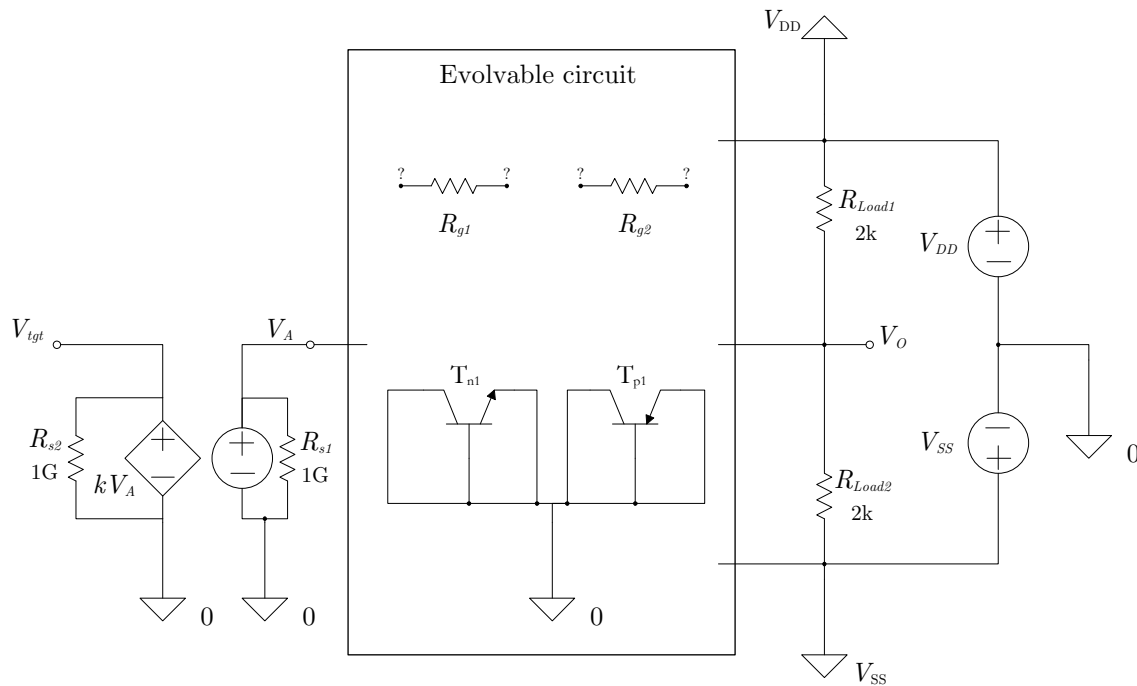 V_DD
Evolvable circuit
? ? ? ?
R_g1 R_g2
R_Load1
2k
V_DD
V_tgt V_A V_O
T_n1 T_p1
R_s2
1G
kV_A
R_s1
1G
V_SS
0
R_Load2
2k
0 0 0
V_SS